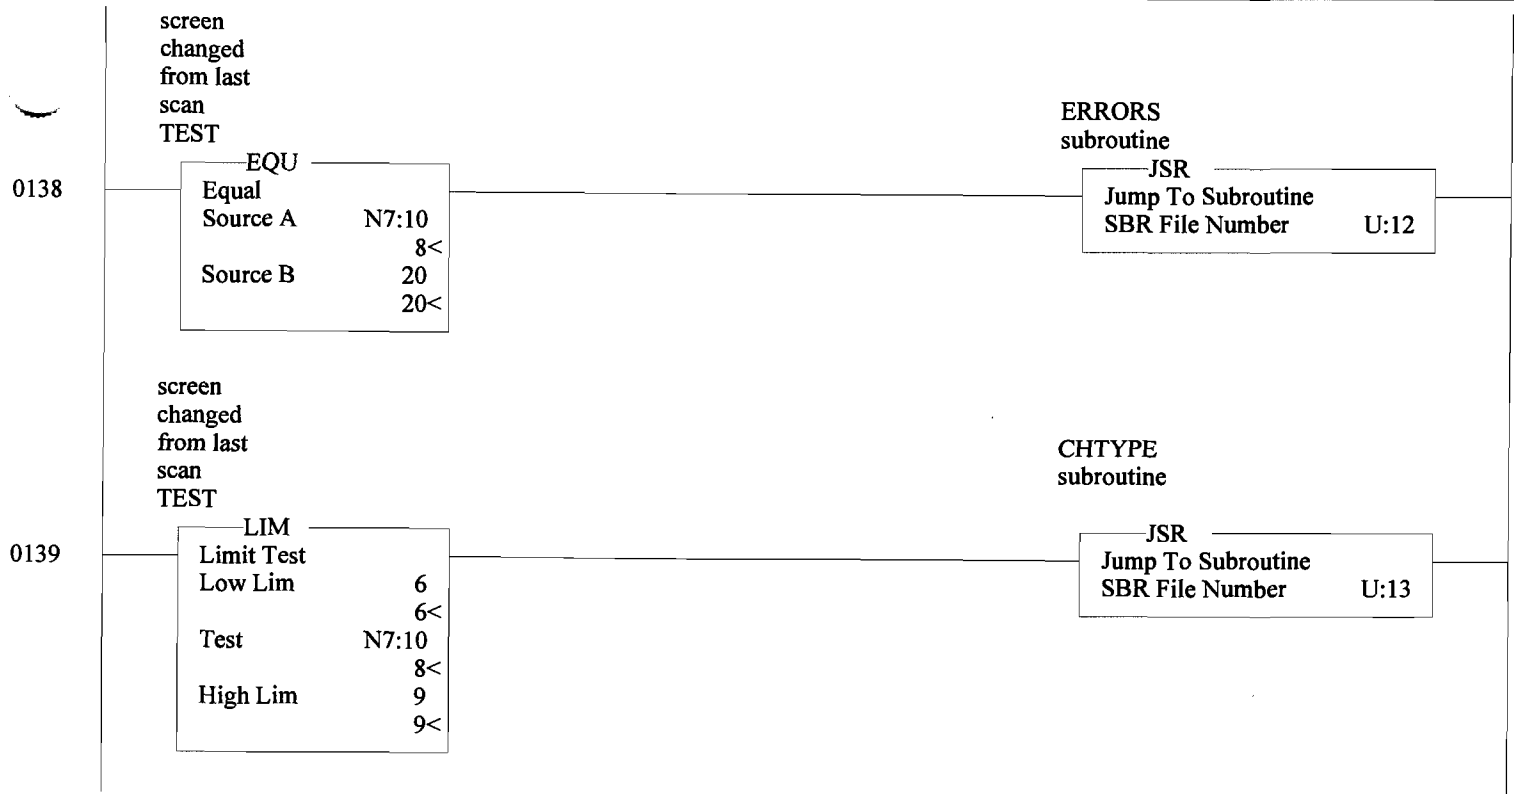 screen
changed
from last
scan
TEST
ERRORS
subroutine
0138
EQU
Equal
Source A N7:10
8<
Source B 20
20<
JSR
Jump To Subroutine
SBR File Number U:12
screen
changed
from last
scan
TEST
CHTYPE
subroutine
0139
LIM
Limit Test
Low Lim 6
6<
Test N7:10
8<
High Lim 9
9<
JSR
Jump To Subroutine
SBR File Number U:13